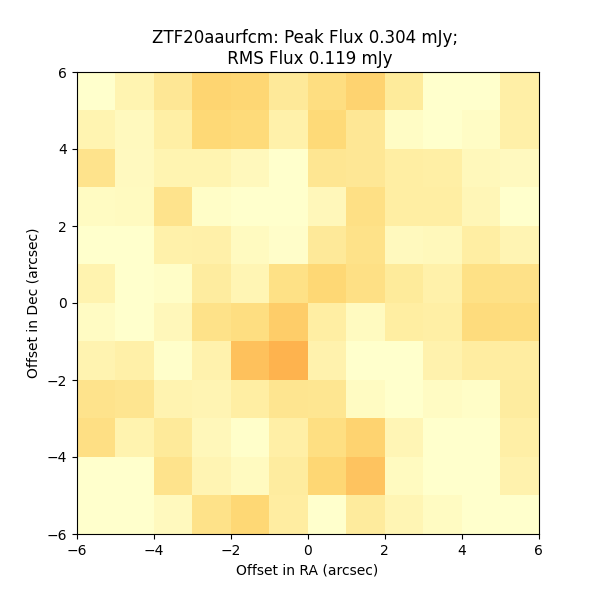 ZTF20aaurfcm: Peak Flux 0.304 mJy;
RMS Flux 0.119 mJy
6
4
2
0
−2
−4
−6
Offset in Dec (arcsec)
−6 −4 −2 0 2 4 6
Offset in RA (arcsec)